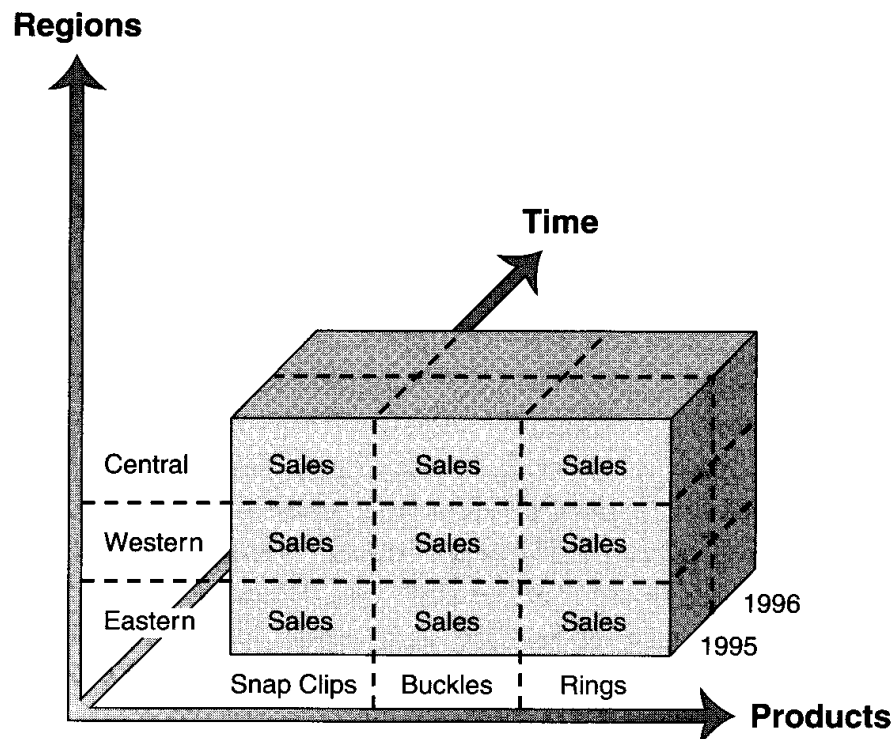 Regions
Time
Central Sales Sales Sales
Western Sales Sales Sales
Eastern Sales Sales Sales
1996
1995
Snap Clips Buckles Rings
Products